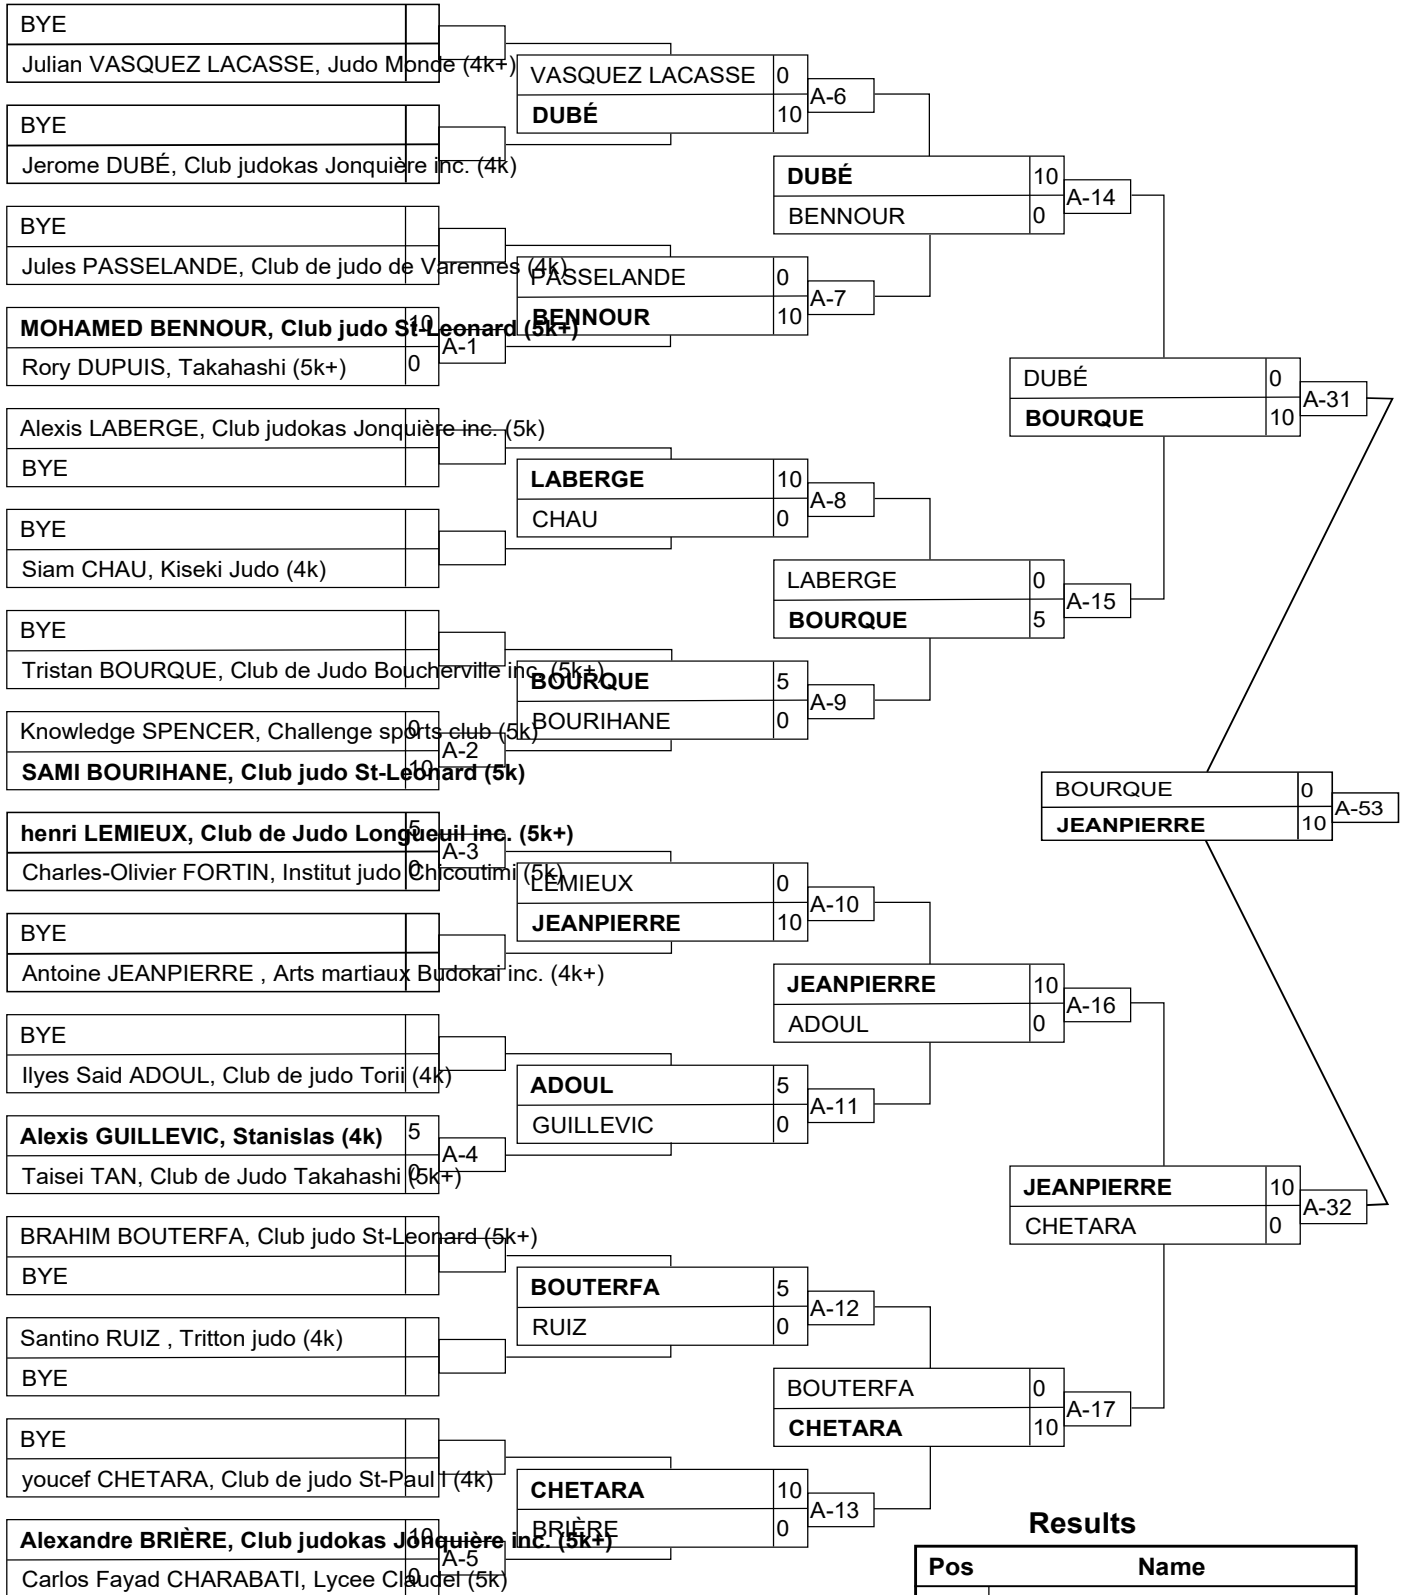 BYE
Julian VASQUEZ LACASSE, Judo Monde (4k+)
BYE
Jerome DUBÉ, Club judokas Jonquière inc. (4k)
BYE
Jules PASSELANDE, Club de judo de Varennes (4k)
MOHAMED BENNOUR, Club judo St-Leonard (5k+) 10
A-1
Rory DUPUIS, Takahashi (5k+) 0
Alexis LABERGE, Club judokas Jonquière inc. (5k)
BYE
BYE
Siam CHAU, Kiseki Judo (4k)
BYE
Tristan BOURQUE, Club de Judo Boucherville inc. (5k+)
Knowledge SPENCER, Challenge sports club (5k) 0
A-2
SAMI BOURIHANE, Club judo St-Leonard (5k) 10
henri LEMIEUX, Club de Judo Longueuil inc. (5k+) 5
A-3
Charles-Olivier FORTIN, Institut judo Chicoutimi (5k) 0
BYE
Antoine JEANPIERRE , Arts martiaux Budokai inc. (4k+)
BYE
Ilyes Said ADOUL, Club de judo Torii (4k)
Alexis GUILLEVIC, Stanislas (4k) 5
A-4
Taisei TAN, Club de Judo Takahashi (5k+) 0
BRAHIM BOUTERFA, Club judo St-Leonard (5k+)
BYE
Santino RUIZ , Tritton judo (4k)
BYE
BYE
youcef CHETARA, Club de judo St-Paul l (4k)
Alexandre BRIÈRE, Club judokas Jonquière inc. (5k+) 10
A-5
Carlos Fayad CHARABATI, Lycee Claudel (5k) 0
VASQUEZ LACASSE 0
A-6
DUBÉ 10
PASSELANDE 0
A-7
BENNOUR 10
LABERGE 10
A-8
CHAU 0
BOURQUE 5
A-9
BOURIHANE 0
LEMIEUX 0
A-10
JEANPIERRE 10
ADOUL 5
A-11
GUILLEVIC 0
BOUTERFA 5
A-12
RUIZ 0
CHETARA 10
A-13
BRIÈRE 0
DUBÉ 10
A-14
BENNOUR 0
LABERGE 0
A-15
BOURQUE 5
JEANPIERRE 10
A-16
ADOUL 0
BOUTERFA 0
A-17
CHETARA 10
DUBÉ 0
A-31
BOURQUE 10
JEANPIERRE 10
A-32
CHETARA 0
BOURQUE 0
A-53
JEANPIERRE 10
Results
Pos Name